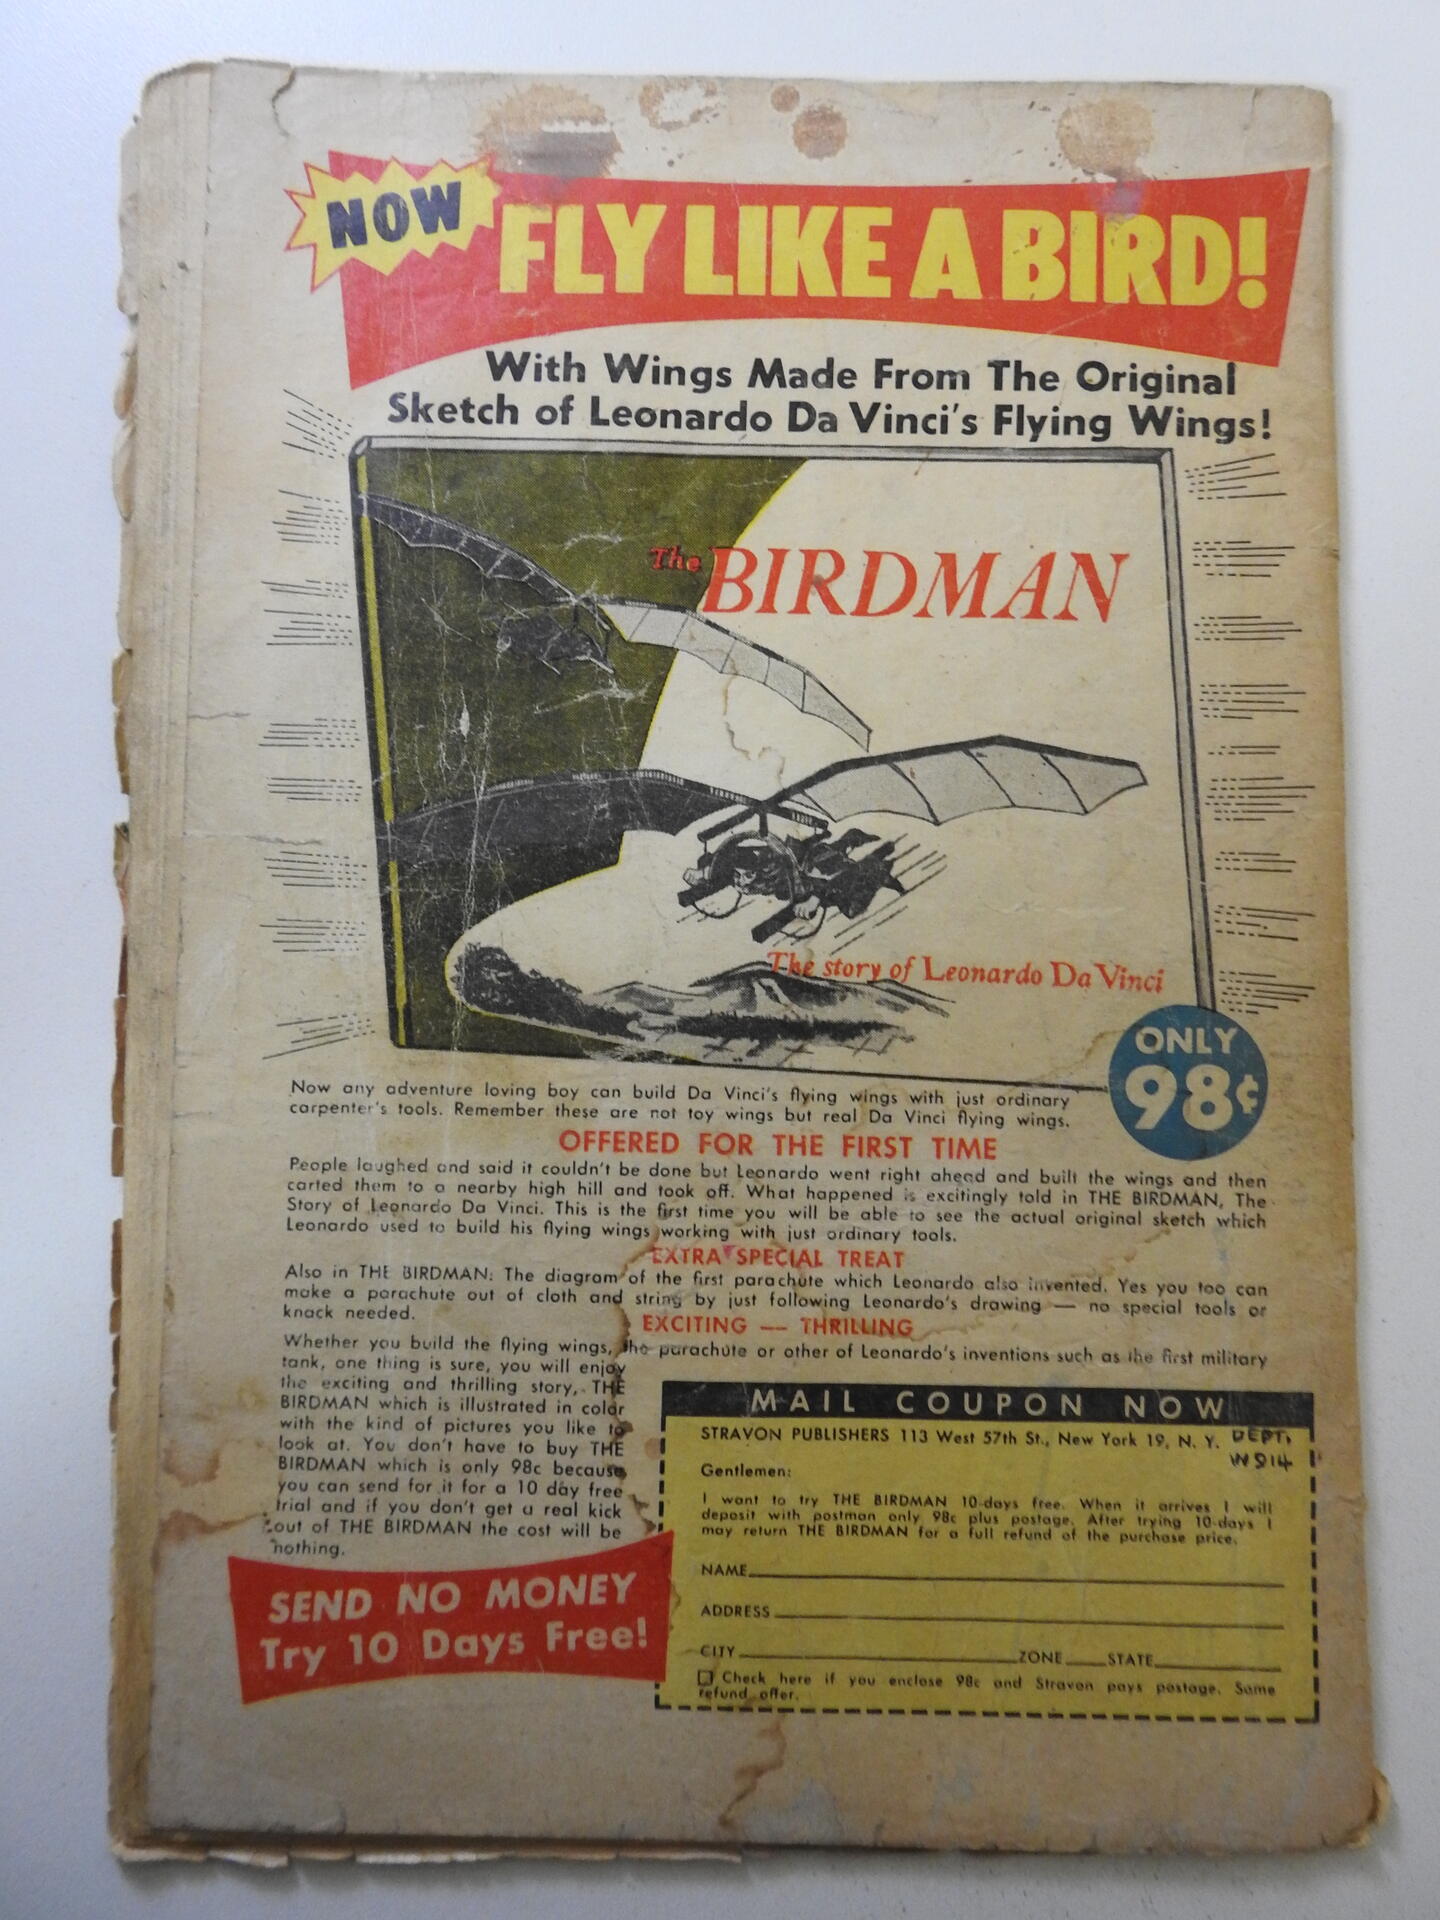 NOW FLY LIKE A BIRD!
With Wings Made From The Original
Sketch of Leonardo Da Vinci's Flying Wings!
The BIRDMAN
The story of Leonardo Da Vinci
ONLY
98¢
Now any adventure loving boy can build Da Vinci's flying wings with just ordinary
carpenter's tools. Remember these are not toy wings but real Da Vinci flying wings.
OFFERED FOR THE FIRST TIME
People laughed and said it couldn't be done but Leonardo went right ahead and built the wings and then
carted them to a nearby high hill and took off. What happened is excitingly told in THE BIRDMAN, The
Story of Leonardo Da Vinci. This is the first time you will be able to see the actual original sketch which
Leonardo used to build his flying wings working with just ordinary tools.
EXTRA SPECIAL TREAT
Also in THE BIRDMAN: The diagram of the first parachute which Leonardo also invented. Yes you too can
make a parachute out of cloth and string by just following Leonardo's drawing — no special tools or
knack needed.
EXCITING — THRILLING
Whether you build the flying wings, the parachute or other of Leonardo's inventions such as the first military
tank, one thing is sure, you will enjoy
the exciting and thrilling story, THE
BIRDMAN which is illustrated in color
with the kind of pictures you like to
look at. You don't have to buy THE
BIRDMAN which is only 98c because
you can send for it for a 10 day free
trial and if you don't get a real kick
out of THE BIRDMAN the cost will be
nothing.
SEND NO MONEY
Try 10 Days Free!
MAIL COUPON NOW
STRAVON PUBLISHERS 113 West 57th St., New York 19, N. Y. DEPT.
W914
Gentlemen:
I want to try THE BIRDMAN 10-days free. When it arrives I will
deposit with postman only 98c plus postage. After trying 10-days I
may return THE BIRDMAN for a full refund of the purchase price.
NAME
ADDRESS
CITY ZONE STATE
Check here if you enclose 98c and Stravon pays postage. Same
refund offer.